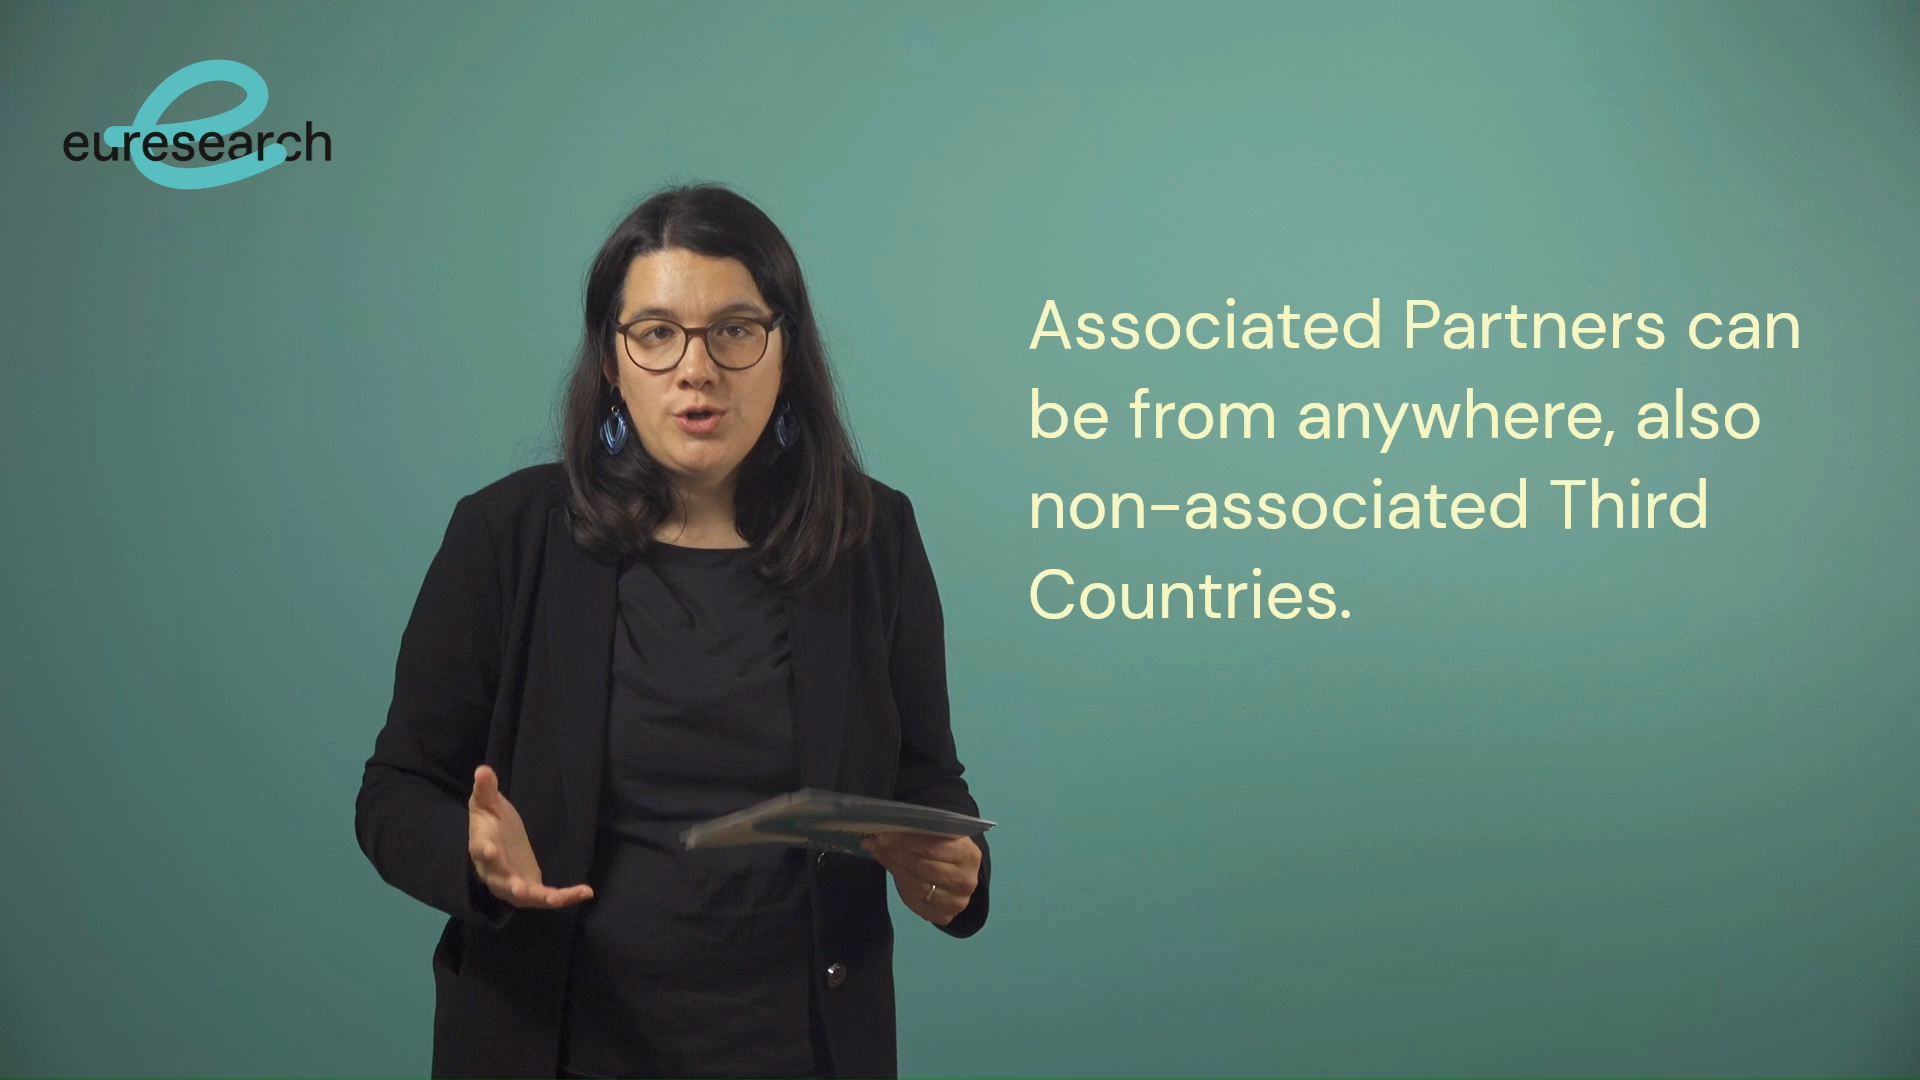 euresearch
Associated Partners can
be from anywhere, also
non-associated Third
Countries.